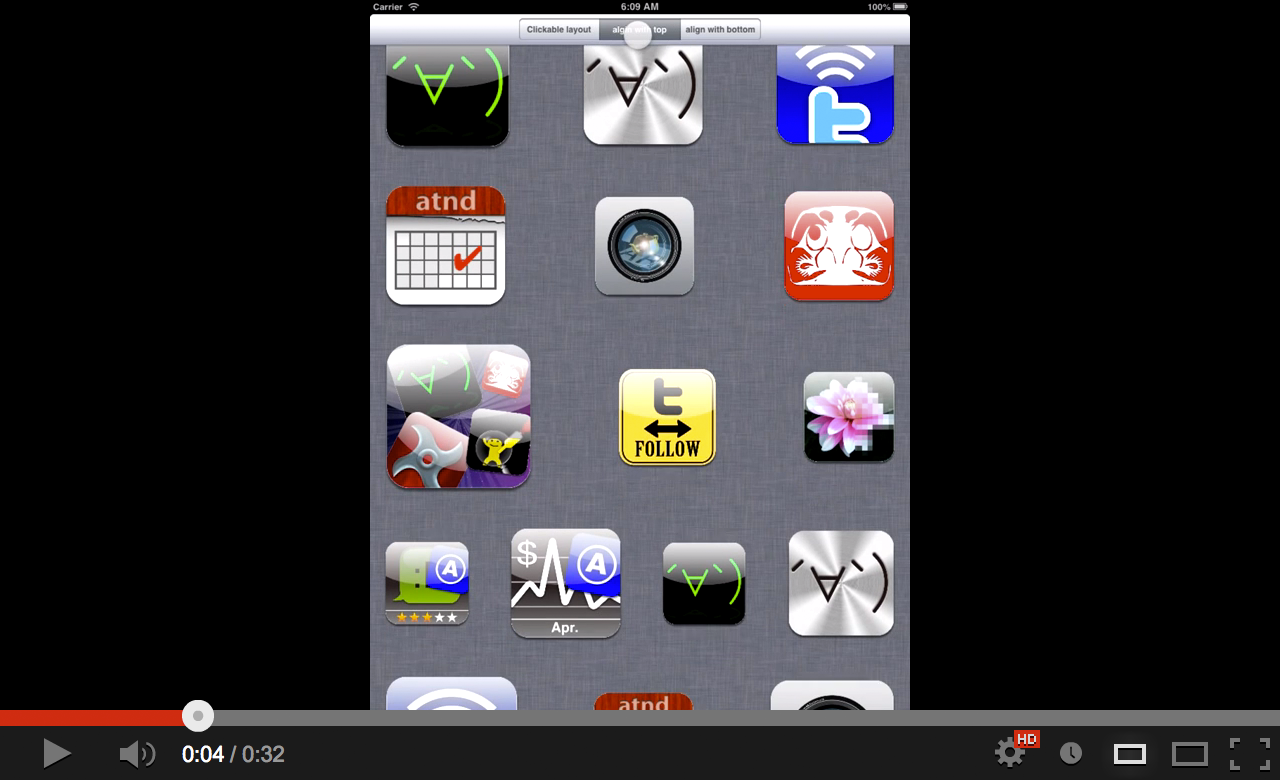 Carrier 6:09 AM 100%
Clickable layout align with top align with bottom
atnd
FOLLOW
$ A
A
Apr.
atnd
HD
0:04 / 0:32